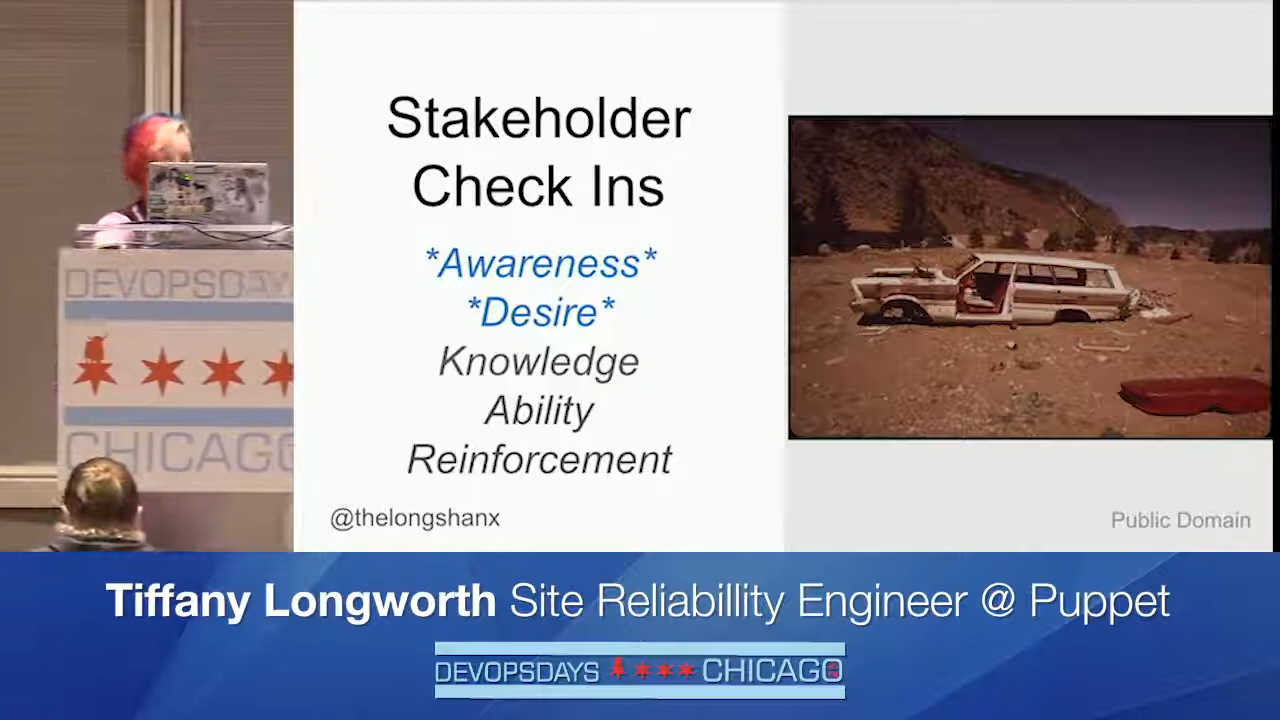 Stakeholder
Check Ins
*Awareness*
*Desire*
Knowledge
Ability
Reinforcement
@thelongshanx
Public Domain
DEVOPSDAYS
CHICAGO
Tiffany Longworth Site Reliabillity Engineer @ Puppet
DEVOPSDAYS CHICAGO